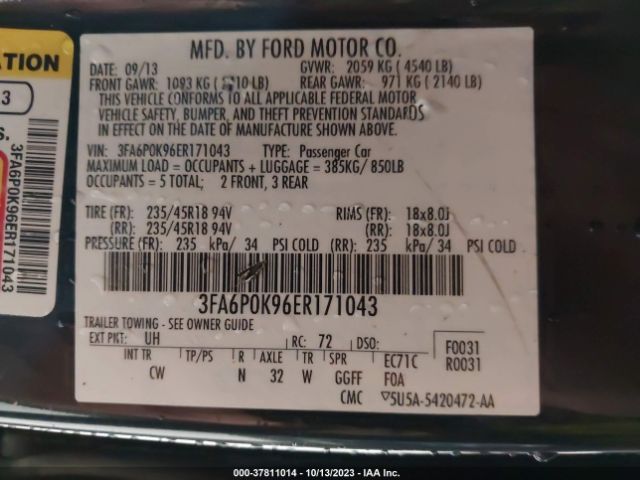 MFD. BY FORD MOTOR CO.
DATE: 09/13 GVWR: 2059 KG ( 4540 LB)
FRONT GAWR: 1093 KG ( 10 LB) REAR GAWR: 971 KG ( 2140 LB)
THIS VEHICLE CONFORMS TO ALL APPLICABLE FEDERAL MOTOR
VEHICLE SAFETY, BUMPER, AND THEFT PREVENTION STANDARDS
IN EFFECT ON THE DATE OF MANUFACTURE SHOWN ABOVE.
VIN: 3FA6P0K96ER171043 TYPE: Passenger Car
MAXIMUM LOAD = OCCUPANTS + LUGGAGE = 385KG/ 850LB
OCCUPANTS = 5 TOTAL; 2 FRONT, 3 REAR
TIRE (FR): 235/45R18 94V RIMS (FR): 18x8.0J
(RR): 235/45R18 94V (RR): 18x8.0J
PRESSURE (FR): 235 kPa/ 34 PSI COLD (RR): 235 kPa/ 34 PSI COLD
3FA6P0K96ER171043
TRAILER TOWING - SEE OWNER GUIDE
EXT PNT: UH RC: 72 DSO: F0031
R0031
INT TR TP/PS R AXLE TR SPR EC71C
CW N 32 W GGFF F0A
CMC ▽5U5A-5420472-AA
ATION
3
S.
3FA6P0K96ER171043
000-37811014 - 10/13/2023 - IAA Inc.